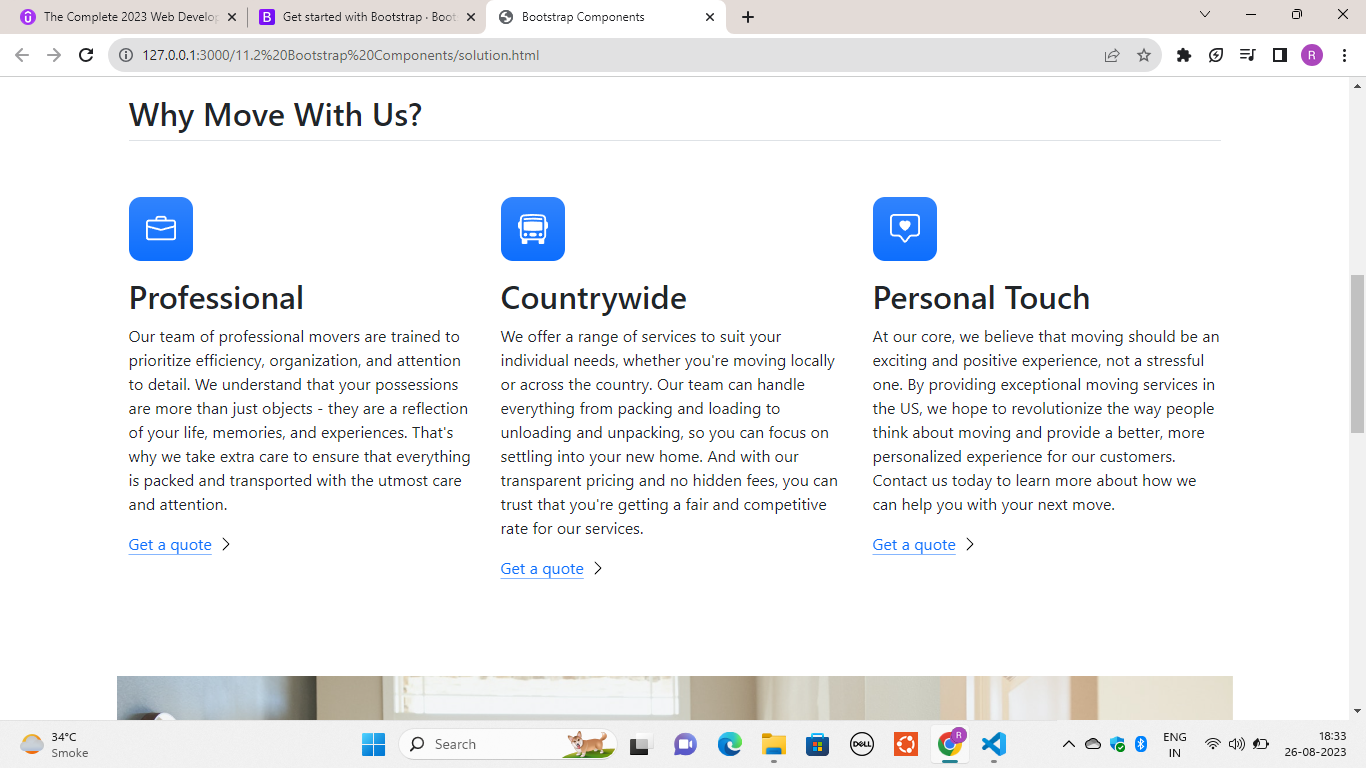 The Complete 2023 Web Develop
Get started with Bootstrap · Boot
Bootstrap Components
127.0.0.1:3000/11.2%20Bootstrap%20Components/solution.html
R
Why Move With Us?
Professional
Our team of professional movers are trained to
prioritize efficiency, organization, and attention
to detail. We understand that your possessions
are more than just objects - they are a reflection
of your life, memories, and experiences. That's
why we take extra care to ensure that everything
is packed and transported with the utmost care
and attention.
Get a quote
Countrywide
We offer a range of services to suit your
individual needs, whether you're moving locally
or across the country. Our team can handle
everything from packing and loading to
unloading and unpacking, so you can focus on
settling into your new home. And with our
transparent pricing and no hidden fees, you can
trust that you're getting a fair and competitive
rate for our services.
Get a quote
Personal Touch
At our core, we believe that moving should be an
exciting and positive experience, not a stressful
one. By providing exceptional moving services in
the US, we hope to revolutionize the way people
think about moving and provide a better, more
personalized experience for our customers.
Contact us today to learn more about how we
can help you with your next move.
Get a quote
34°C
Smoke
Search
DELL
R
ENG
IN
18:33
26-08-2023